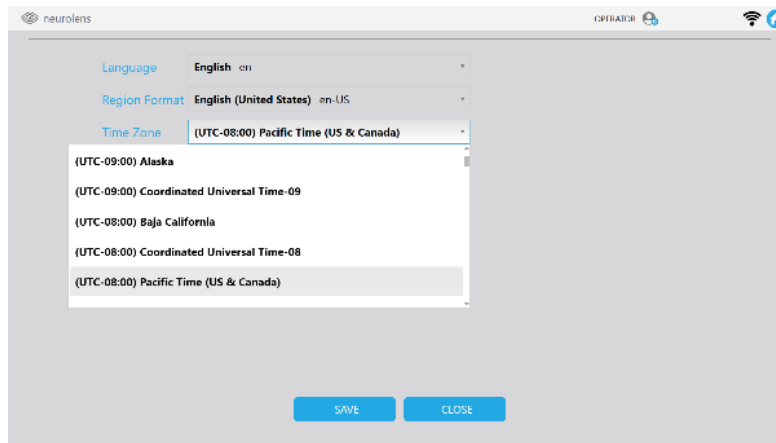 neurolens
OPERATOR
Language English en
Region Format English (United States) en-US
Time Zone (UTC-08:00) Pacific Time (US & Canada)
(UTC-09:00) Alaska
(UTC-09:00) Coordinated Universal Time-09
(UTC-08:00) Baja California
(UTC-08:00) Coordinated Universal Time-08
(UTC-08:00) Pacific Time (US & Canada)
SAVE CLOSE